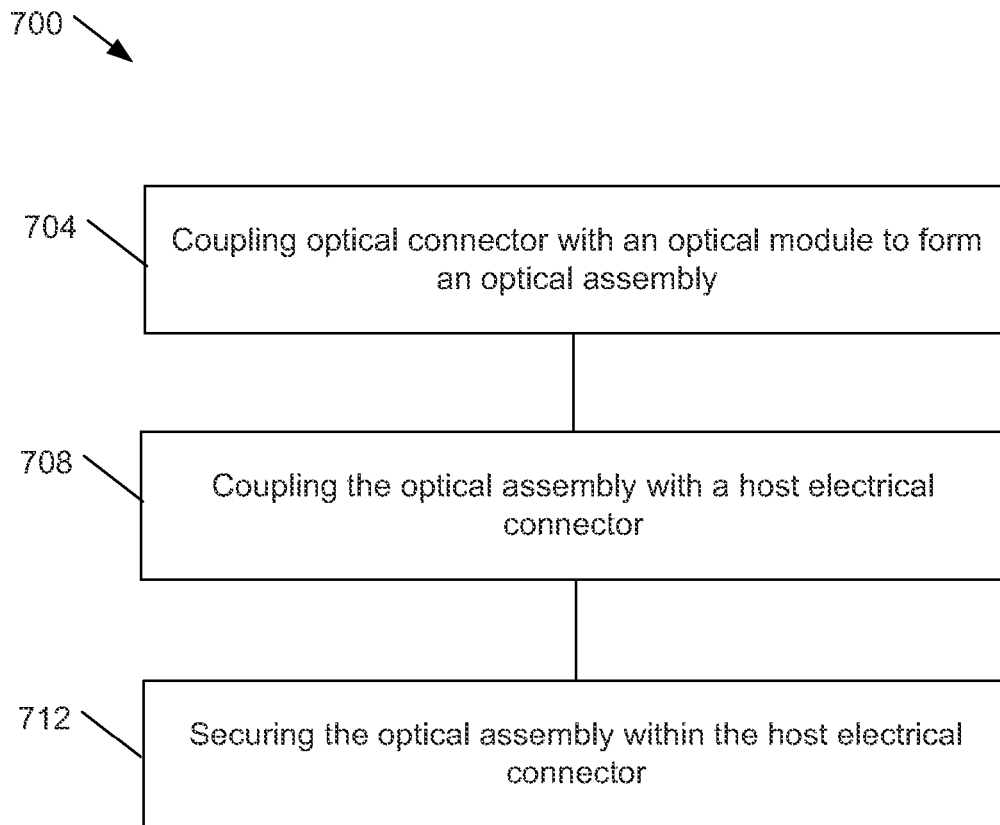 700
704
Coupling optical connector with an optical module to form
an optical assembly
708
Coupling the optical assembly with a host electrical
connector
712
Securing the optical assembly within the host electrical
connector